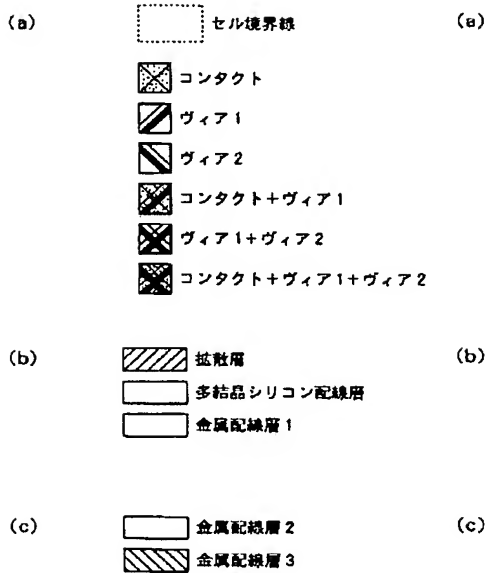 (a) セル境界線 (a)
コンタクト
ヴィア1
ヴィア2
コンタクト+ヴィア1
ヴィア1+ヴィア2
コンタクト+ヴィア1+ヴィア2
(b) 拡散層 (b)
多結晶シリコン配線層
金属配線層1
(c) 金属配線層2 (c)
金属配線層3